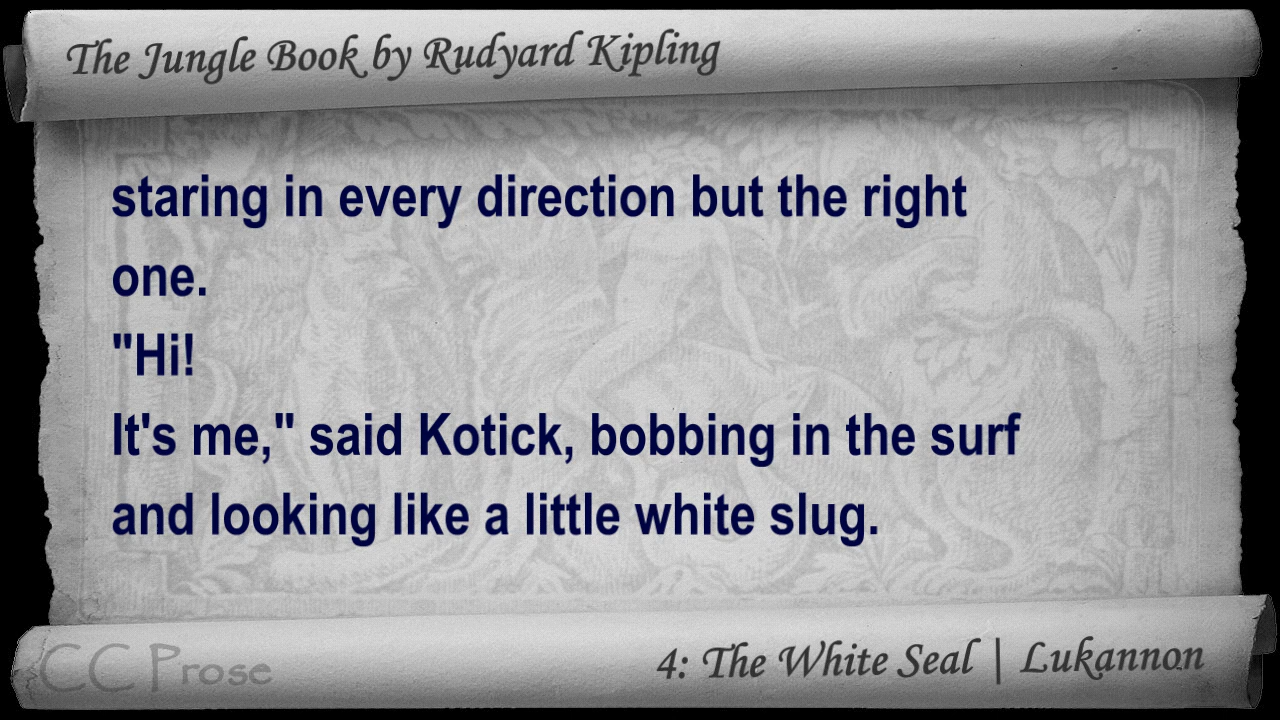 The Jungle Book by Rudyard Kipling
staring in every direction but the right
one.
"Hi!
It's me," said Kotick, bobbing in the surf
and looking like a little white slug.
CC Prose
4: The White Seal | Lukannon